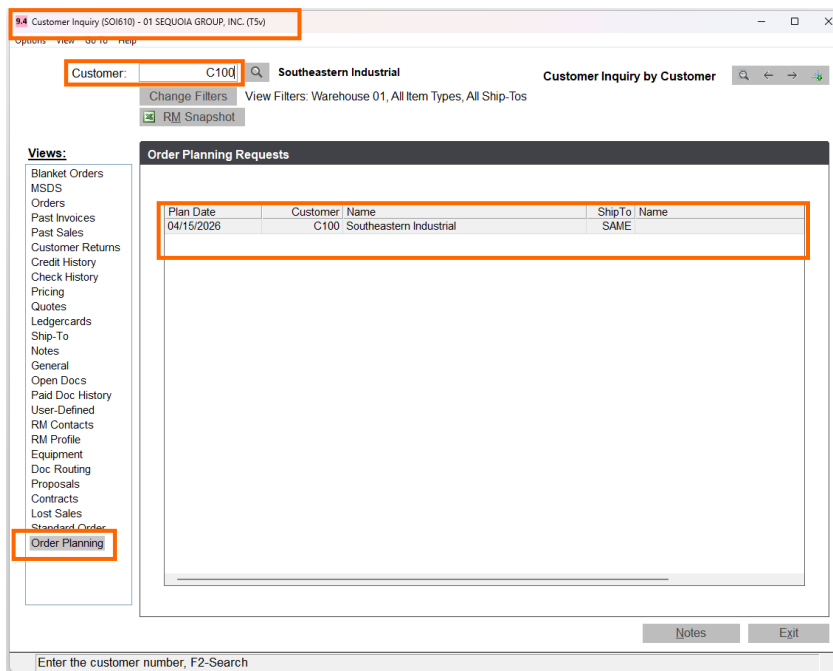 9.4 Customer Inquiry (SOI610) - 01 SEQUOIA GROUP, INC. (T5v)
Options View Go To Help
Customer: C100 Southeastern Industrial
Customer Inquiry by Customer
Change Filters View Filters: Warehouse 01, All Item Types, All Ship-Tos
RM Snapshot
Views:
Order Planning Requests
Blanket Orders
MSDS
Orders
Past Invoices
Past Sales
Customer Returns
Credit History
Check History
Pricing
Quotes
Ledgercards
Ship-To
Notes
General
Open Docs
Paid Doc History
User-Defined
RM Contacts
RM Profile
Equipment
Doc Routing
Proposals
Contracts
Lost Sales
Standard Order
Order Planning
Plan Date Customer Name ShipTo Name
04/15/2026 C100 Southeastern Industrial SAME
Notes Exit
Enter the customer number, F2-Search